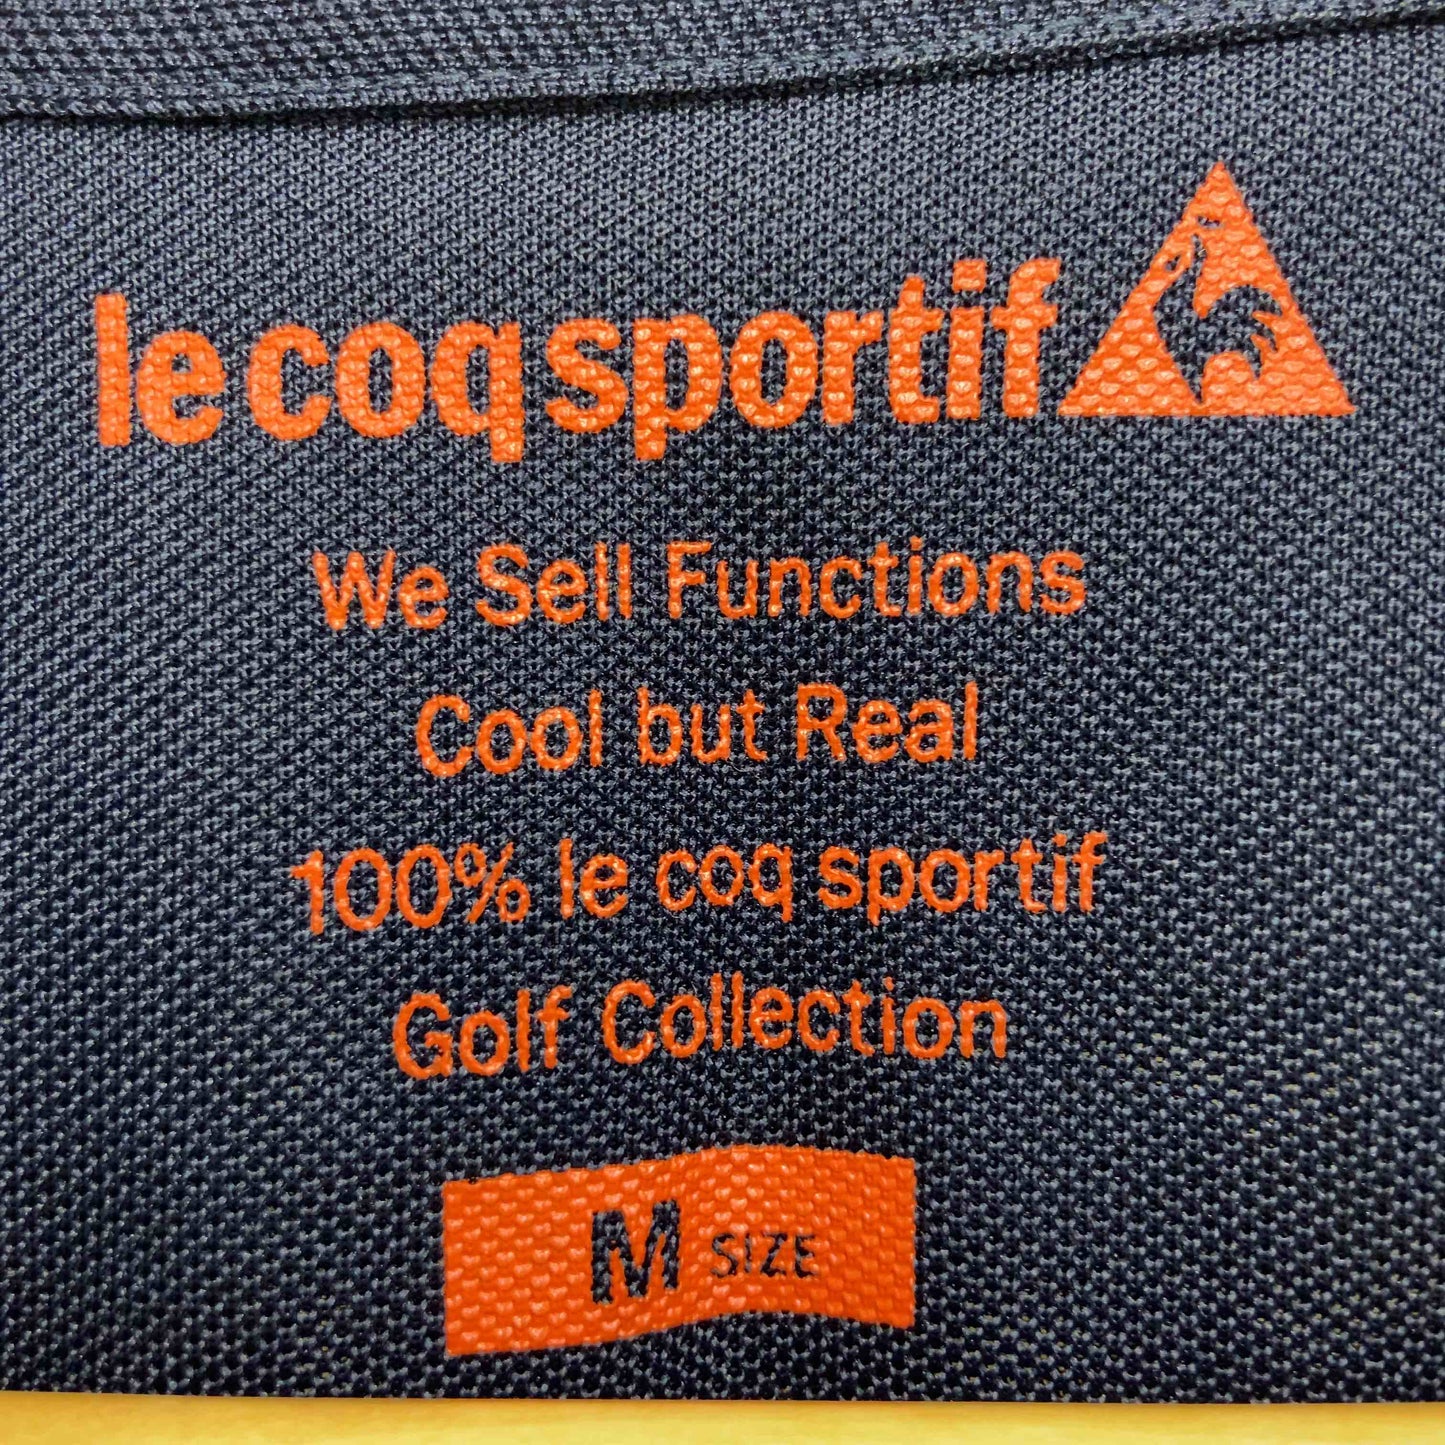 le coq sportif
We Sell Functions
Cool but Real
100% le coq sportif
Golf Collection
M SIZE